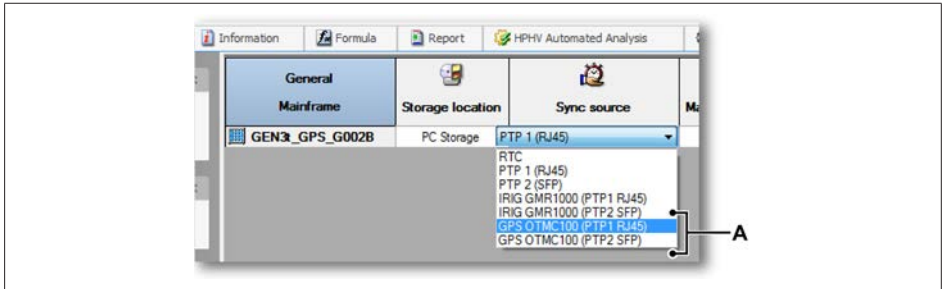 Information Formula Report HPHV Automated Analysis
General
Mainframe Storage location Sync source Ma
GEN3t_GPS_G002B PC Storage PTP 1 (RJ45)
RTC
PTP 1 (RJ45)
PTP 2 (SFP)
IRIG GMR1000 (PTP1 RJ45)
IRIG GMR1000 (PTP2 SFP)
GPS OTMC100 (PTP1 RJ45)
GPS OTMC100 (PTP2 SFP)
A